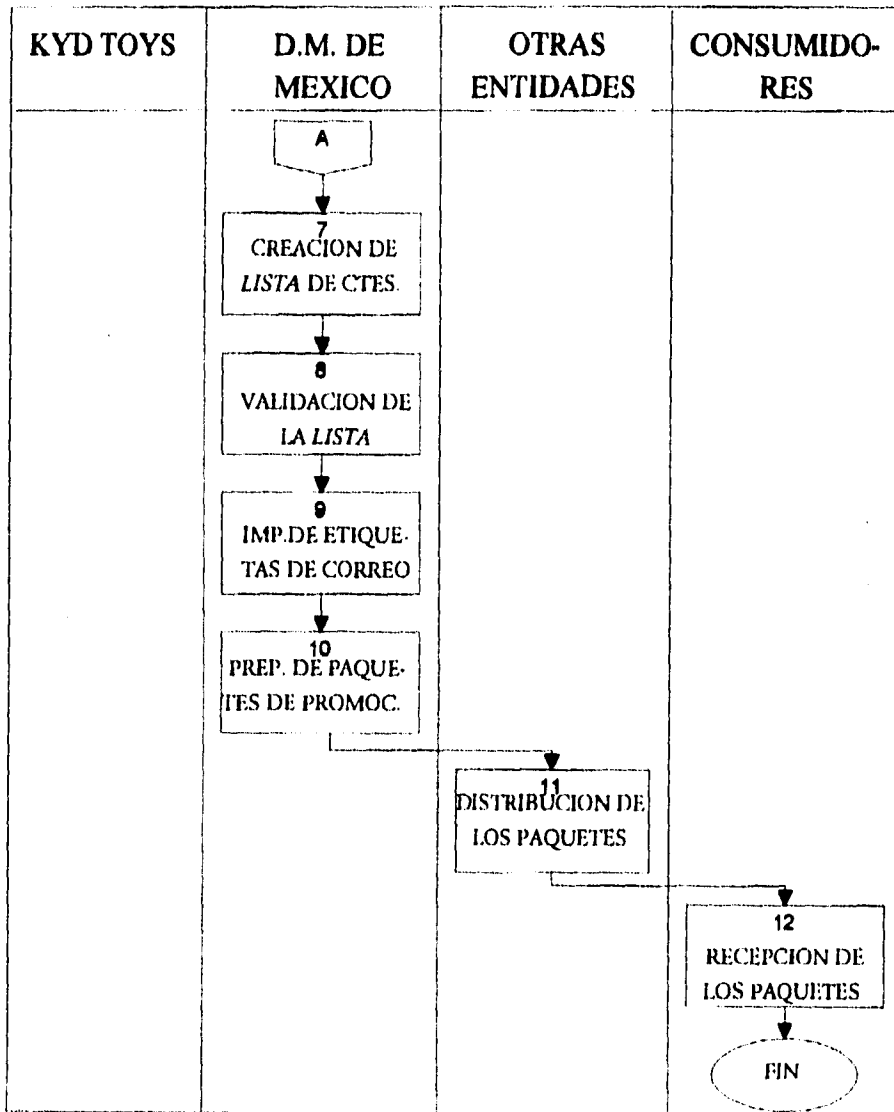 KYD TOYS
D.M. DE
MEXICO
OTRAS
ENTIDADES
CONSUMIDO-
RES
A
7
CREACION DE
LISTA DE CTES.
8
VALIDACION DE
LA LISTA
9
IMP.DE ETIQUE-
TAS DE CORREO
10
PREP. DE PAQUE-
TES DE PROMOC.
11
DISTRIBUCION DE
LOS PAQUETES
12
RECEPCION DE
LOS PAQUETES
FIN